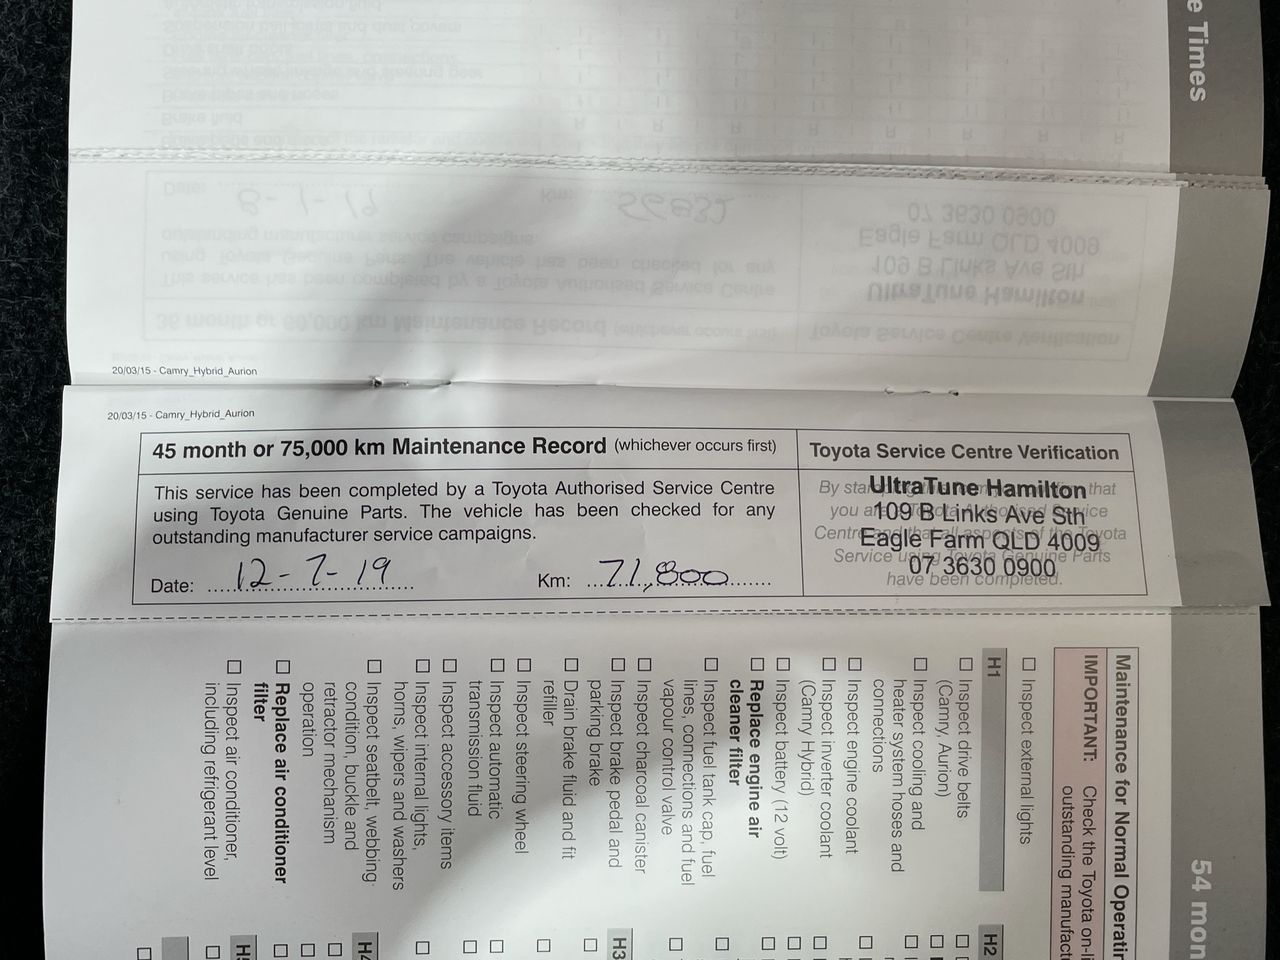 e Times
20/03/15 - Camry_Hybrid_Aurion
20/03/15 - Camry_Hybrid_Aurion
45 month or 75,000 km Maintenance Record (whichever occurs first)
This service has been completed by a Toyota Authorised Service Centre
using Toyota Genuine Parts. The vehicle has been checked for any
outstanding manufacturer service campaigns.
Date: 12-7-19 Km: 71,800
Toyota Service Centre Verification
UltraTune Hamilton
109 B Links Ave Sth
Eagle Farm QLD 4009
07 3630 0900
have been completed.
54 mon
Maintenance for Normal Operatin
IMPORTANT: Check the Toyota on-li
outstanding manufact
Inspect external lights
H1
Inspect drive belts
(Camry, Aurion)
Inspect cooling and
heater system hoses and
connections
Inspect engine coolant
Inspect inverter coolant
(Camry Hybrid)
Inspect battery (12 volt)
Replace engine air
cleaner filter
Inspect fuel tank cap, fuel
lines, connections and fuel
vapour control valve
Inspect charcoal canister
Inspect brake pedal and
parking brake
Drain brake fluid and fit
refiller
Inspect steering wheel
Inspect automatic
transmission fluid
Inspect accessory items
Inspect internal lights,
horns, wipers and washers
Inspect seatbelt, webbing
condition, buckle and
retractor mechanism
operation
Replace air conditioner
filter
Inspect air conditioner,
including refrigerant level
H2
H3
H4
H5